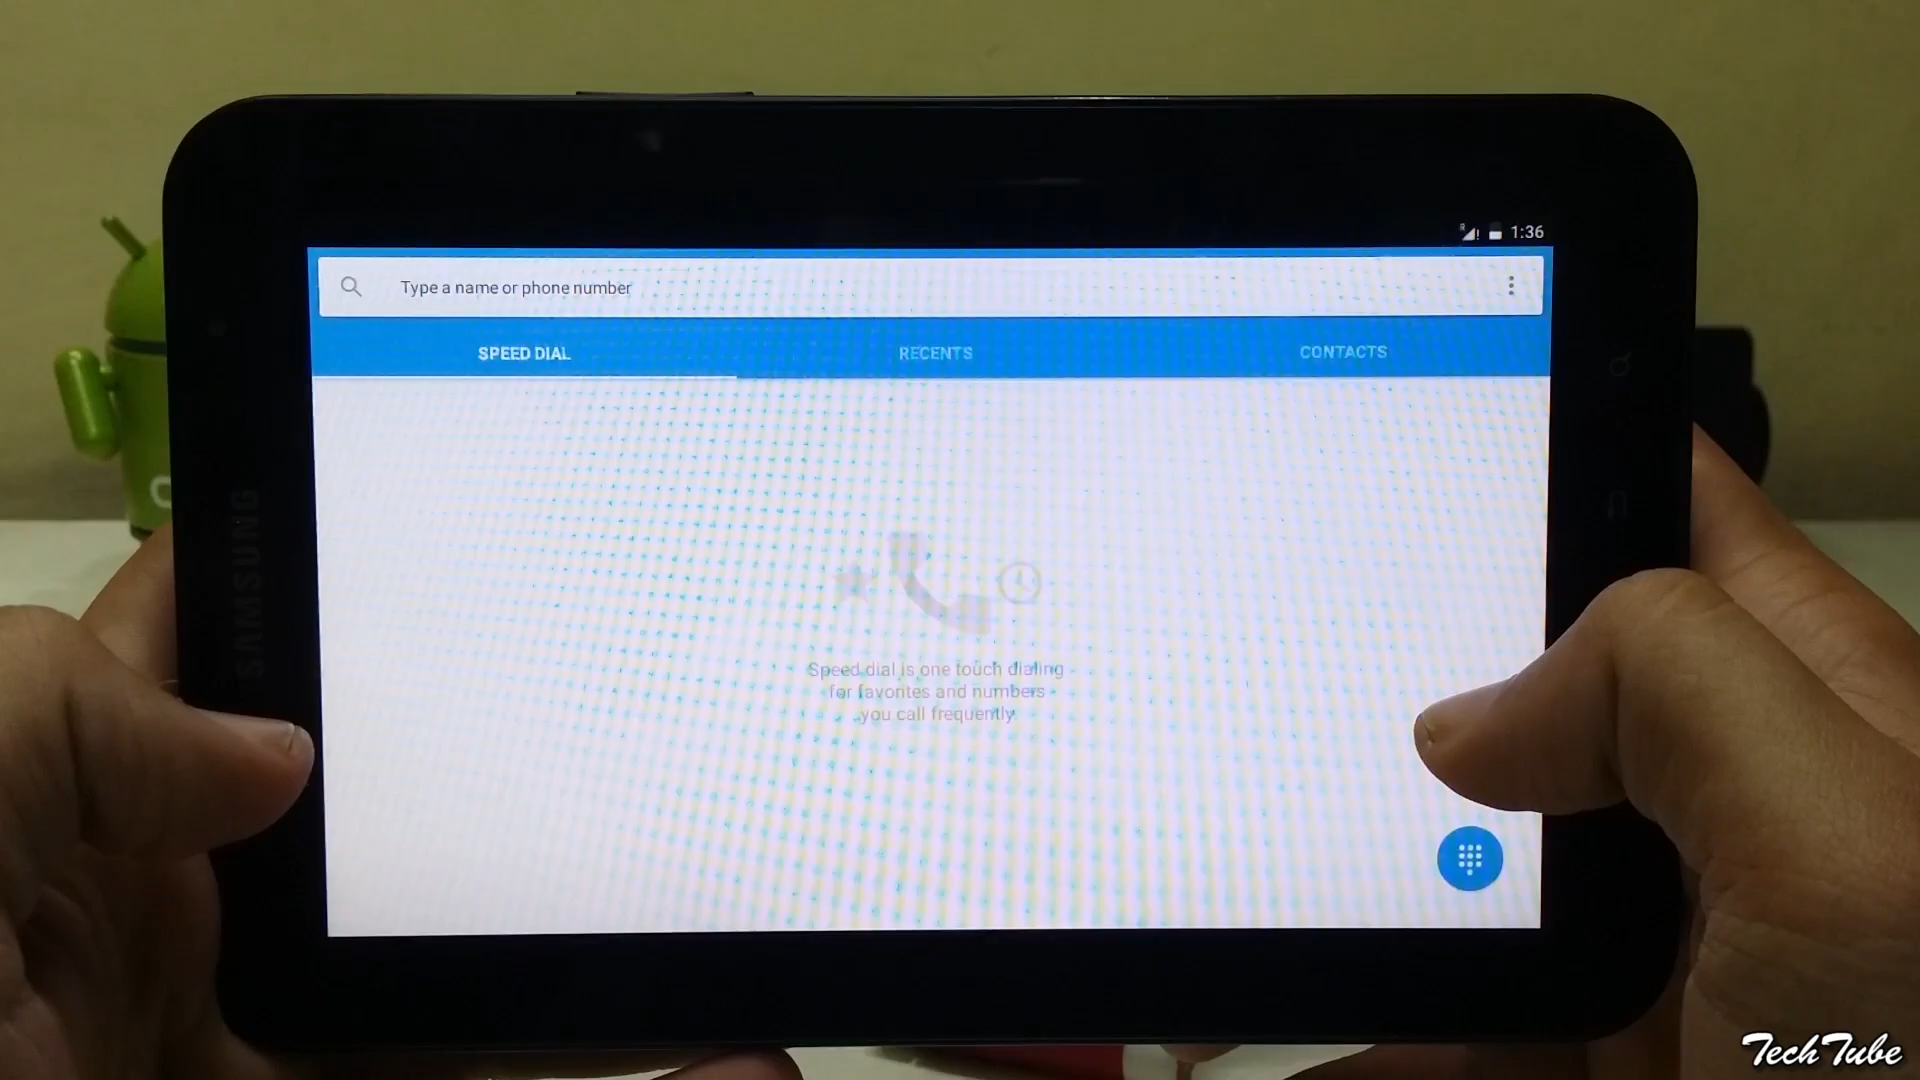 1:36
Type a name or phone number
SPEED DIAL
RECENTS
CONTACTS
Speed dial is one touch dialing
for favorites and numbers
you call frequently
SAMSUNG
TechTube